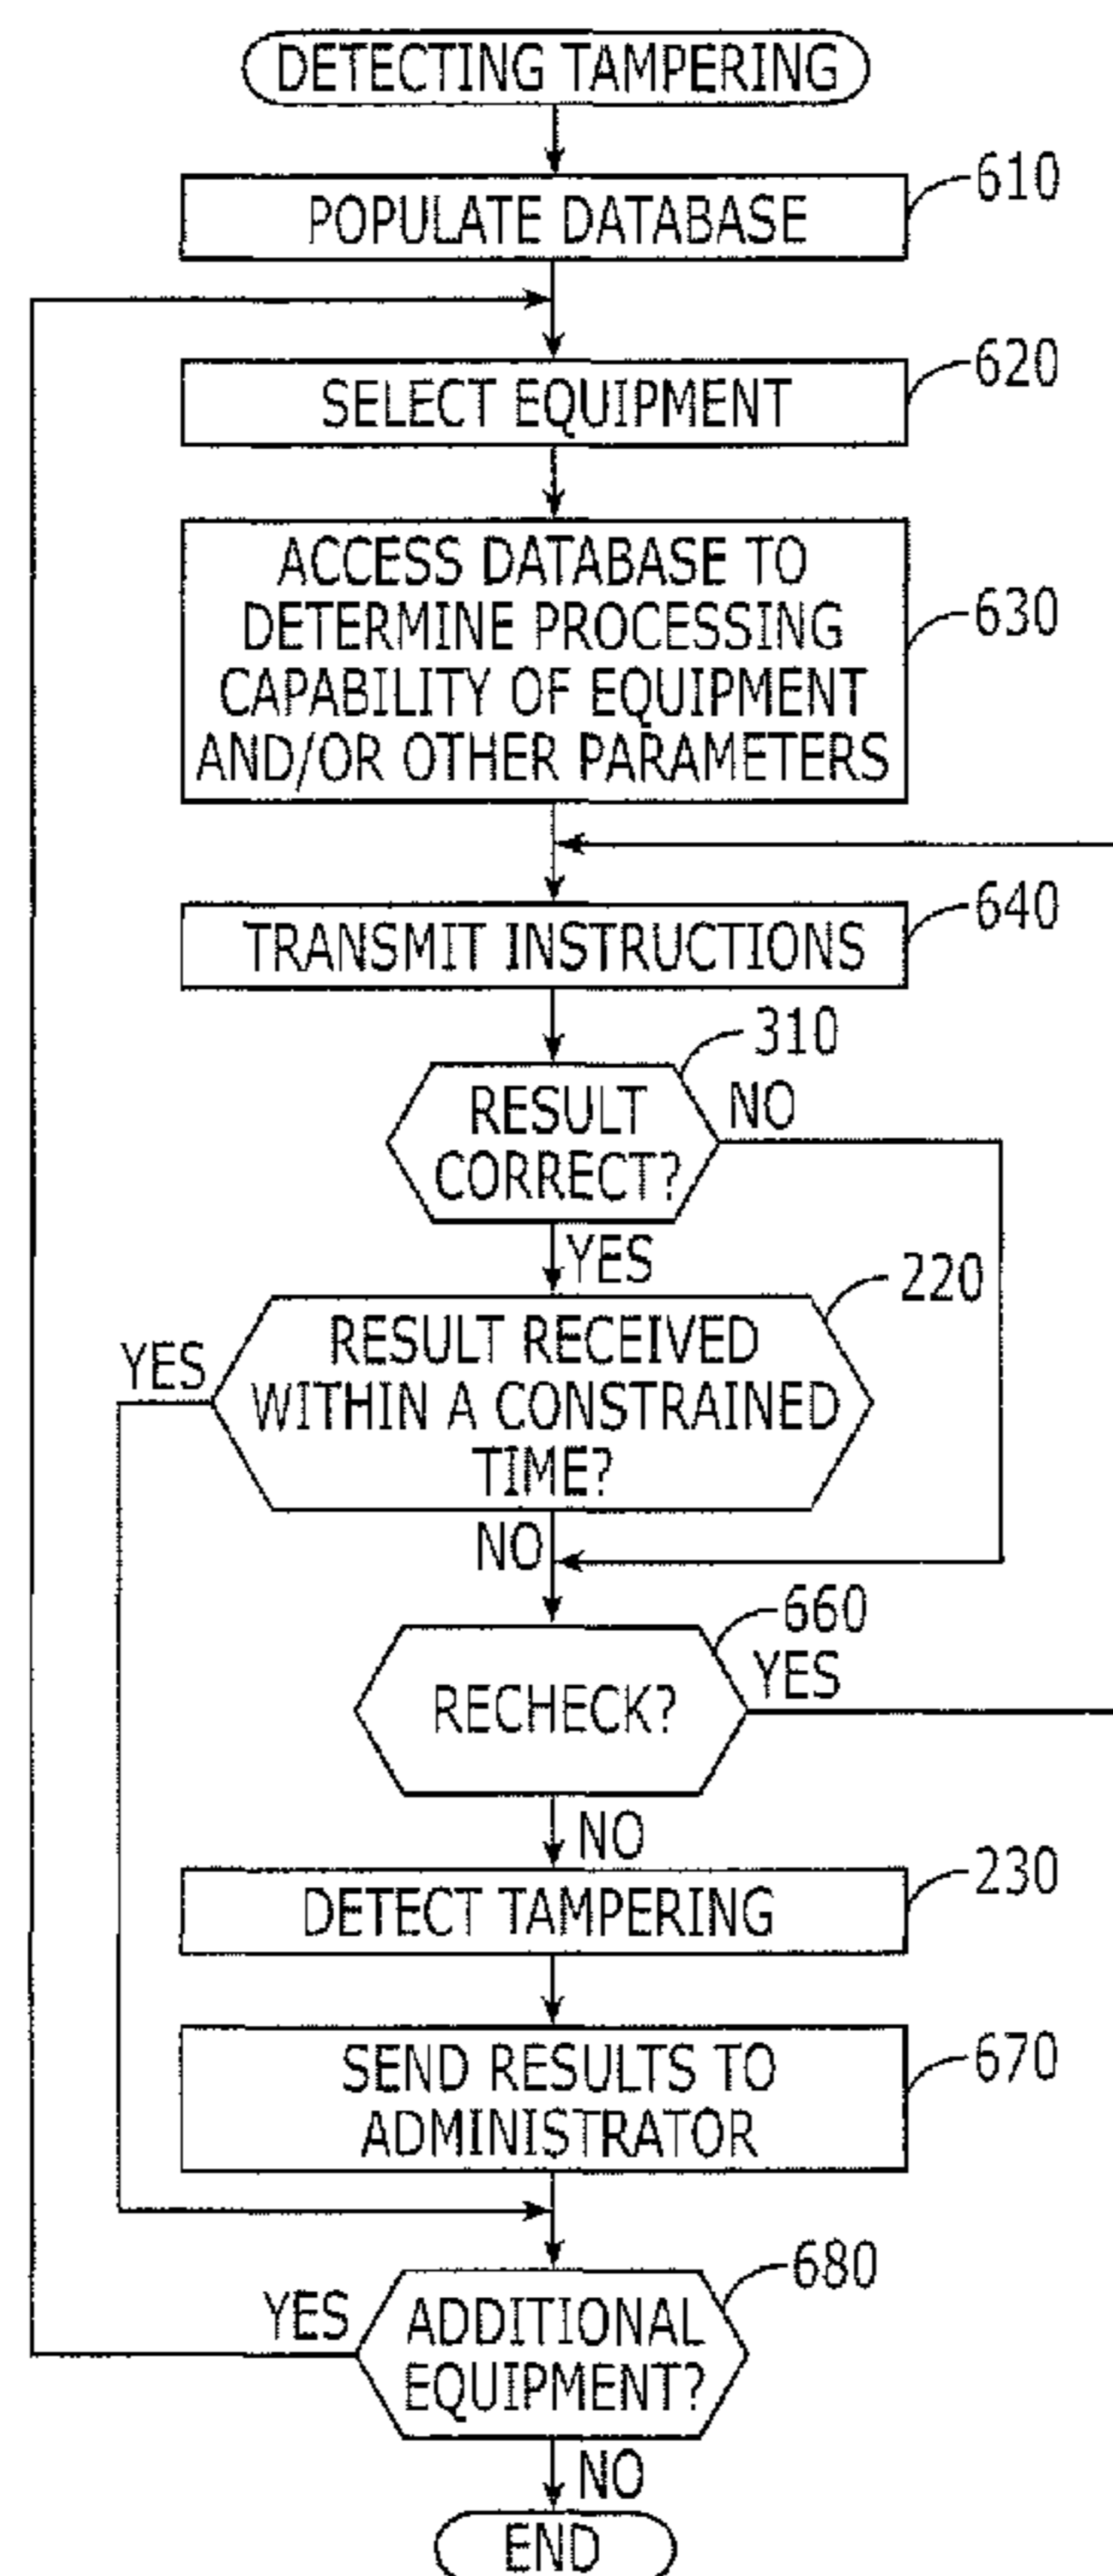 DETECTING TAMPERING
610
POPULATE DATABASE
620
SELECT EQUIPMENT
ACCESS DATABASE TO
DETERMINE PROCESSING
CAPABILITY OF EQUIPMENT
AND/OR OTHER PARAMETERS
630
640
TRANSMIT INSTRUCTIONS
310
RESULT
CORRECT?
NO
YES
220
RESULT RECEIVED
WITHIN A CONSTRAINED
TIME?
YES
NO
660
RECHECK?
YES
NO
230
DETECT TAMPERING
SEND RESULTS TO
ADMINISTRATOR
670
680
YES
ADDITIONAL
EQUIPMENT?
NO
END